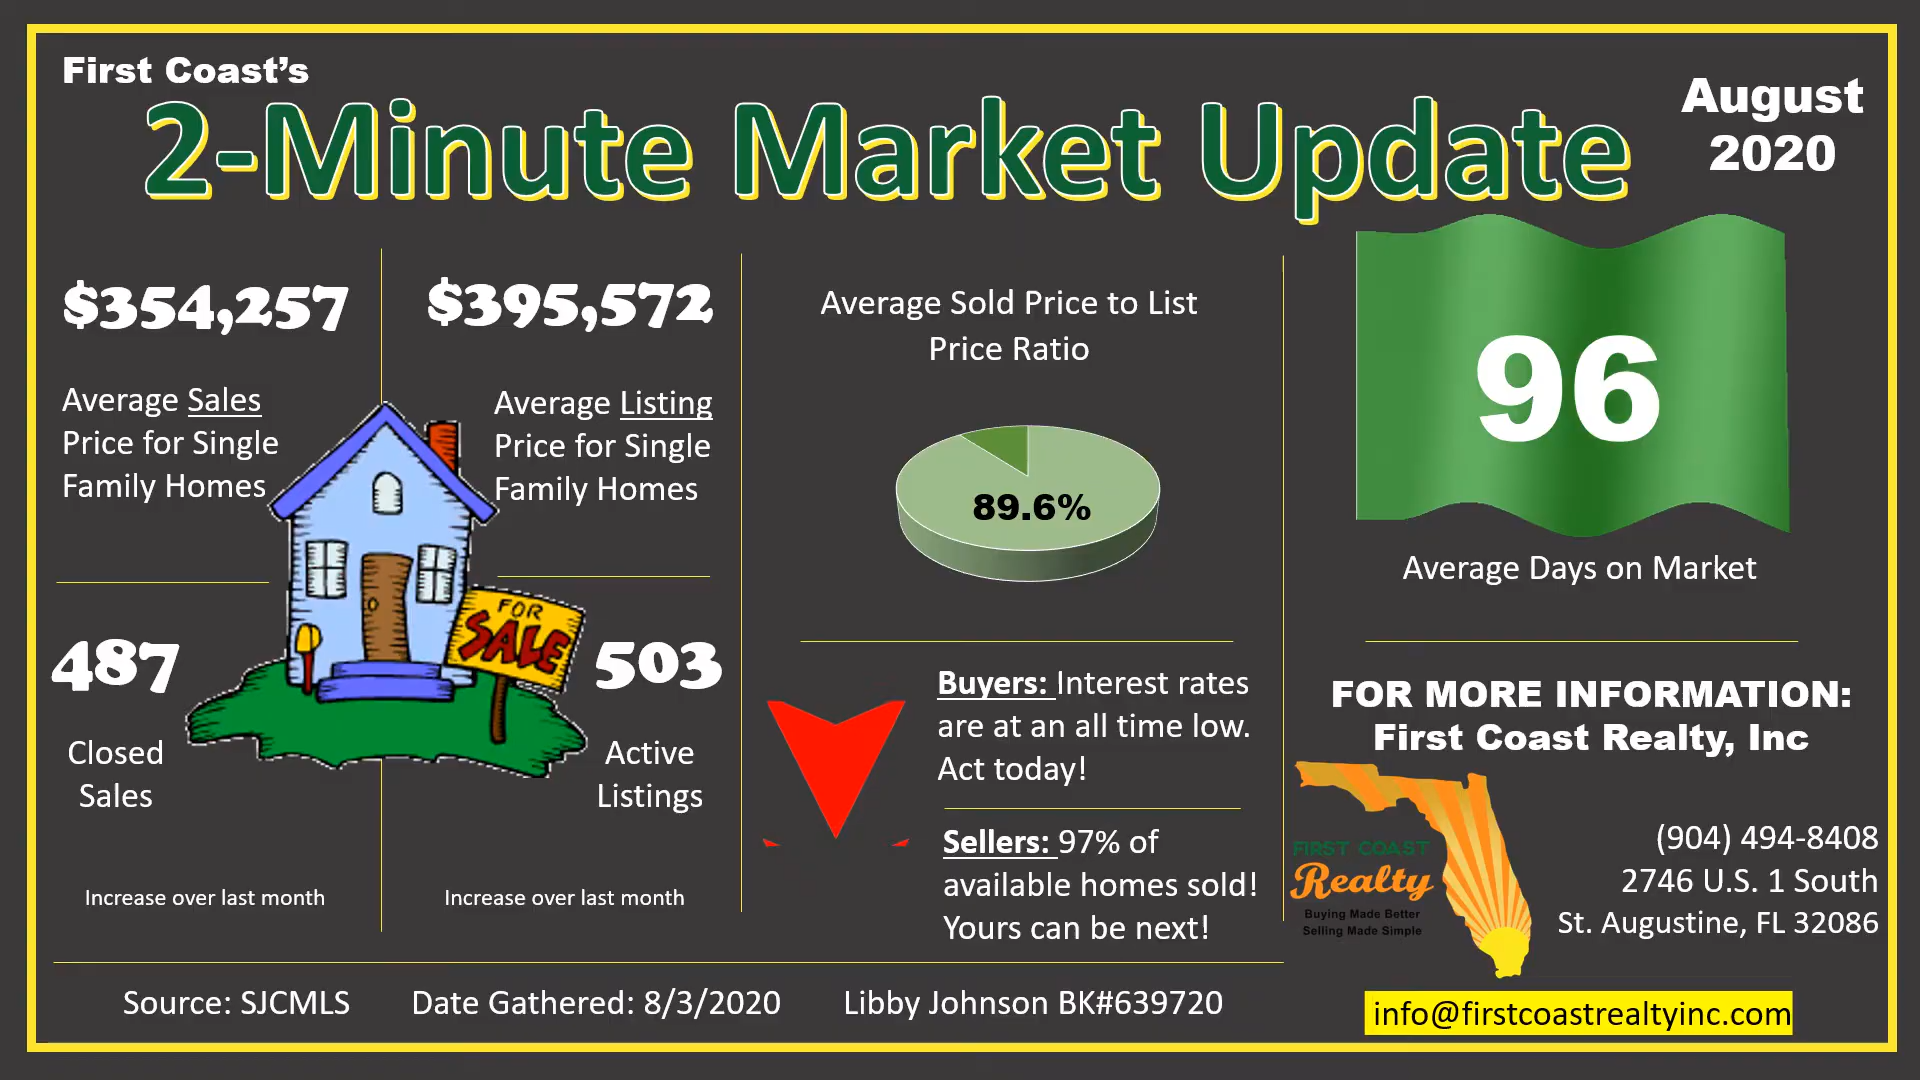 First Coast's
2-Minute Market Update
August
2020
$354,257
Average Sales
Price for Single
Family Homes
$395,572
Average Listing
Price for Single
Family Homes
FOR
SALE
487
Closed
Sales
503
Active
Listings
Increase over last month
Increase over last month
Average Sold Price to List
Price Ratio
89.6%
Buyers: Interest rates
are at an all time low.
Act today!
Sellers: 97% of
available homes sold!
Yours can be next!
96
Average Days on Market
FOR MORE INFORMATION:
First Coast Realty, Inc
FIRST COAST
Realty
Buying Made Better
Selling Made Simple
(904) 494-8408
2746 U.S. 1 South
St. Augustine, FL 32086
info@firstcoastrealtyinc.com
Source: SJCMLS
Date Gathered: 8/3/2020
Libby Johnson BK#639720